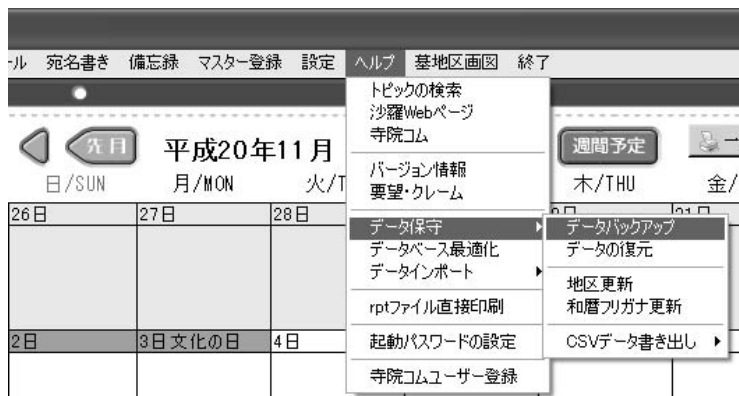 ール 宛名書き 備忘録 マスター登録 設定 ヘルプ 墓地区画図 終了
トピックの検索
沙羅Webページ
寺院コム
バージョン情報
要望・クレーム
データ保守
データベース最適化
データインポート
rptファイル直接印刷
起動パスワードの設定
寺院コムユーザー登録
データバックアップ
データの復元
地区更新
和暦フリガナ更新
CSVデータ書き出し
先月 平成20年11月 週間予定
日/SUN 月/MON 火/T 木/THU 金/
26日 27日 28日
2日 3日文化の日 4日